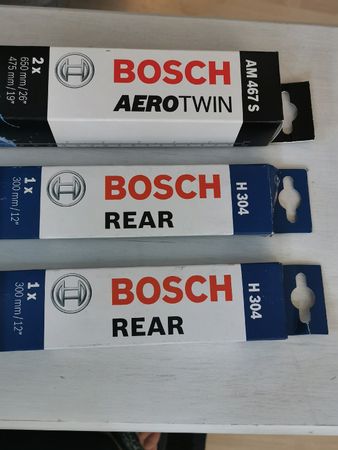 2 x
650 mm / 26"
475 mm / 19"
BOSCH
AEROTWIN
AM 467 S
1 x
300 mm / 12"
BOSCH
REAR
H 304
1 x
300 mm / 12"
BOSCH
REAR
H 304